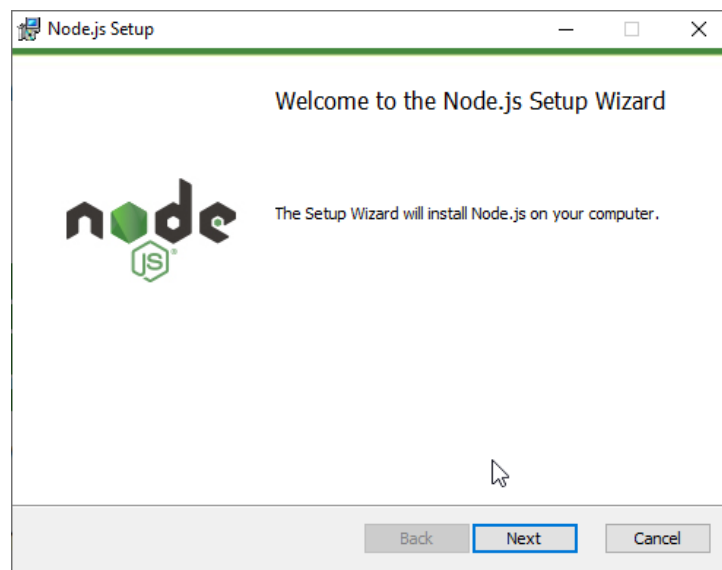 Node.js Setup
Welcome to the Node.js Setup Wizard
The Setup Wizard will install Node.js on your computer.
node
JS®
Back Next Cancel